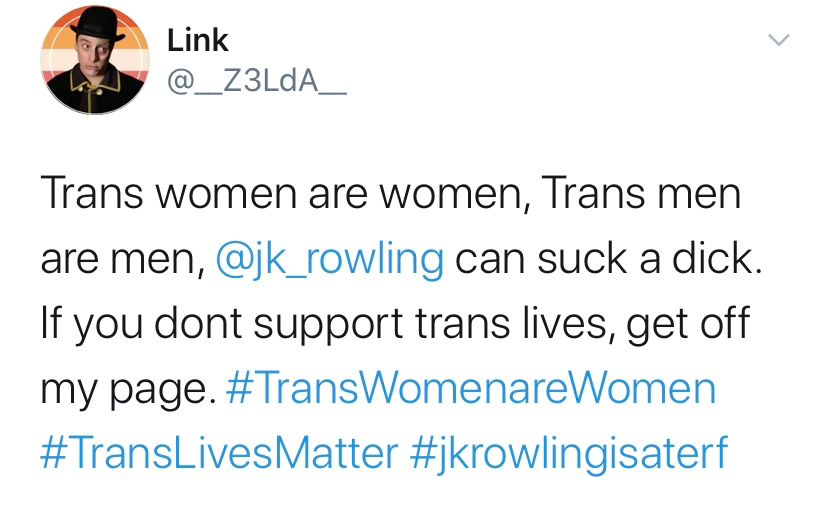 Link
@__Z3LdA__
Trans women are women, Trans men
are men, @jk_rowling can suck a dick.
If you dont support trans lives, get off
my page. #TransWomenareWomen
#TransLivesMatter #jkrowlingisaterf